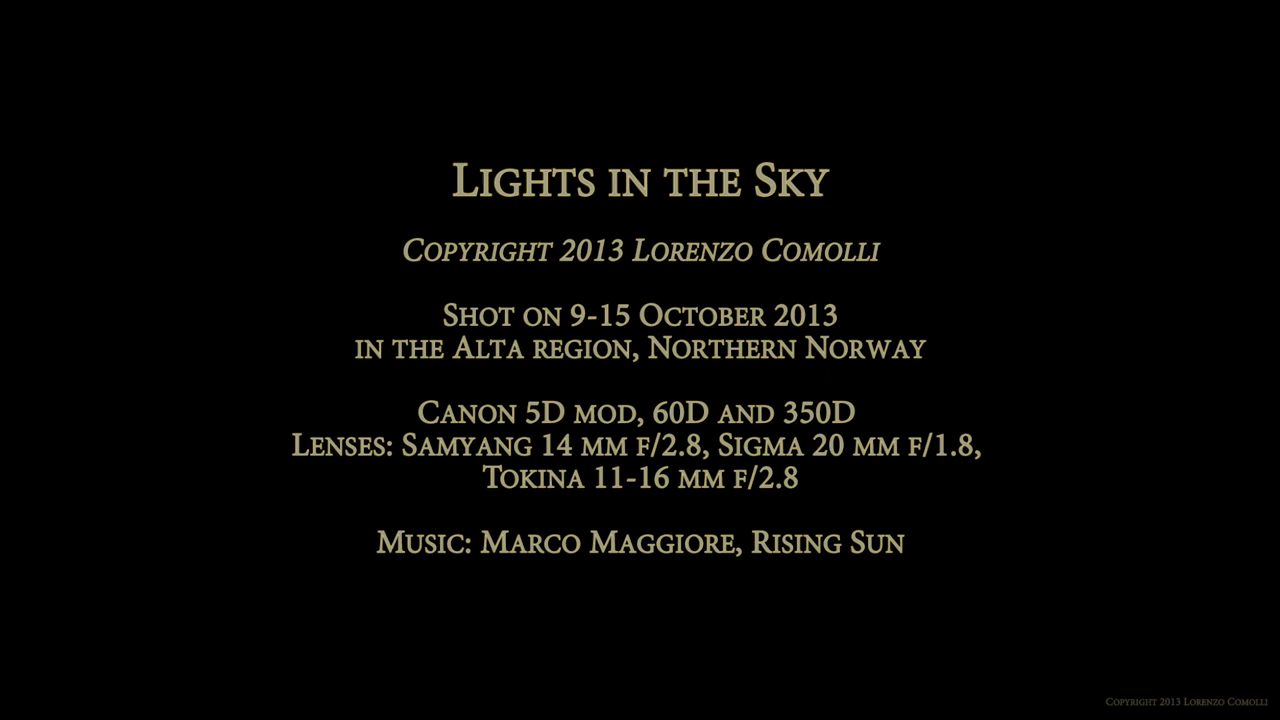 Lights in the Sky
Copyright 2013 Lorenzo Comolli
Shot on 9-15 October 2013
in the Alta region, Northern Norway
Canon 5D mod, 60D and 350D
Lenses: Samyang 14 mm f/2.8, Sigma 20 mm f/1.8,
Tokina 11-16 mm f/2.8
Music: Marco Maggiore, Rising Sun
Copyright 2013 Lorenzo Comolli